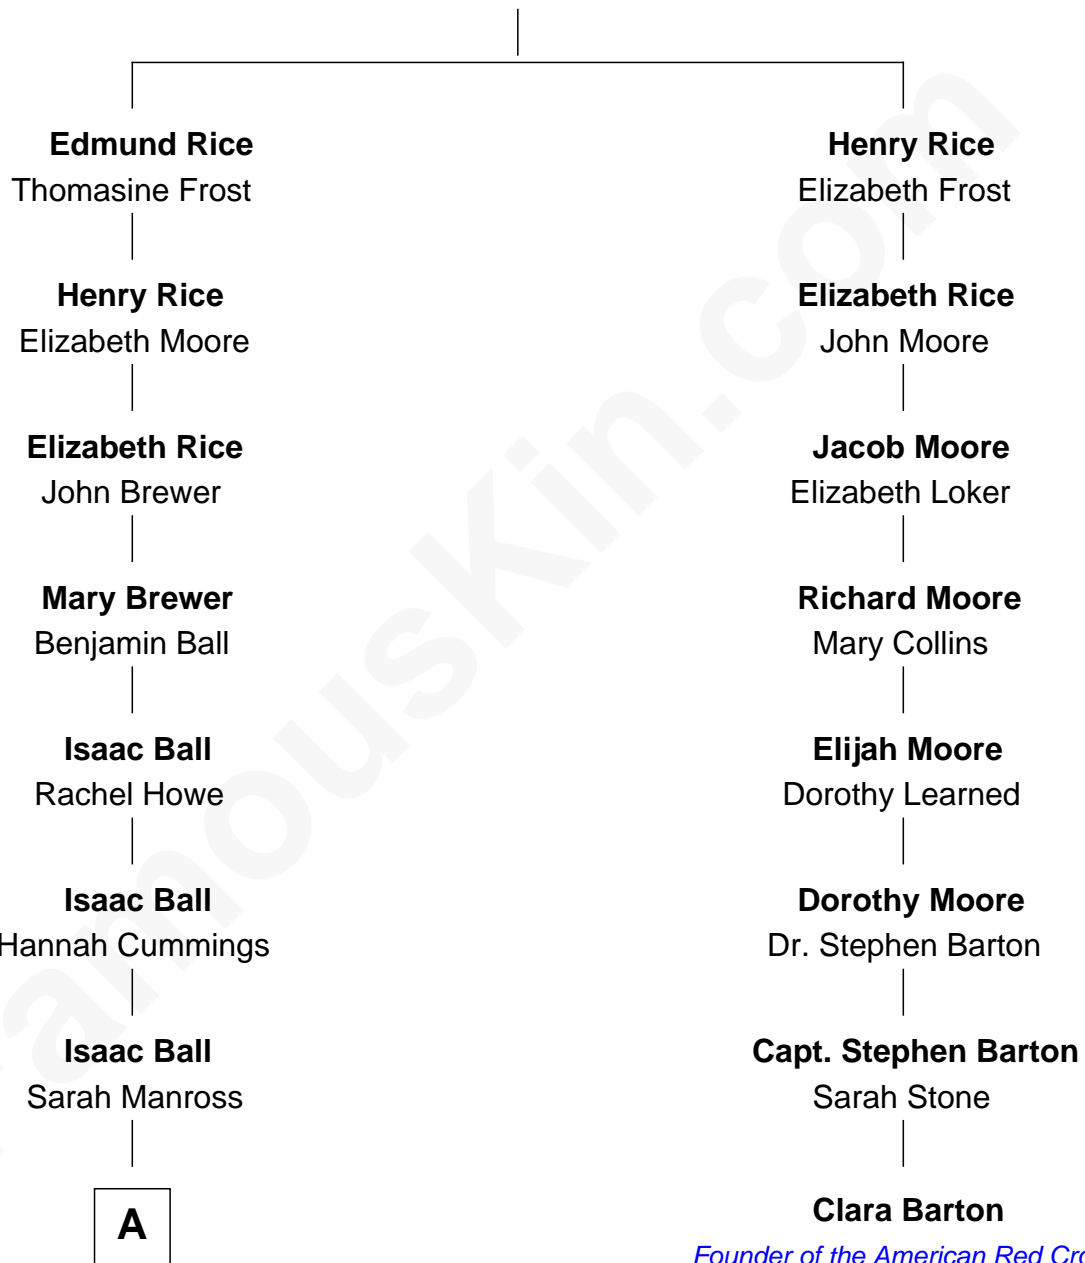 Edmund Rice
Thomasine Frost
Henry Rice
Elizabeth Moore
Elizabeth Rice
John Brewer
Mary Brewer
Benjamin Ball
Isaac Ball
Rachel Howe
Isaac Ball
Hannah Cummings
Isaac Ball
Sarah Manross
A
Henry Rice
Elizabeth Frost
Elizabeth Rice
John Moore
Jacob Moore
Elizabeth Loker
Richard Moore
Mary Collins
Elijah Moore
Dorothy Learned
Dorothy Moore
Dr. Stephen Barton
Capt. Stephen Barton
Sarah Stone
Clara Barton
Founder of the American Red Cro
amouskin.com